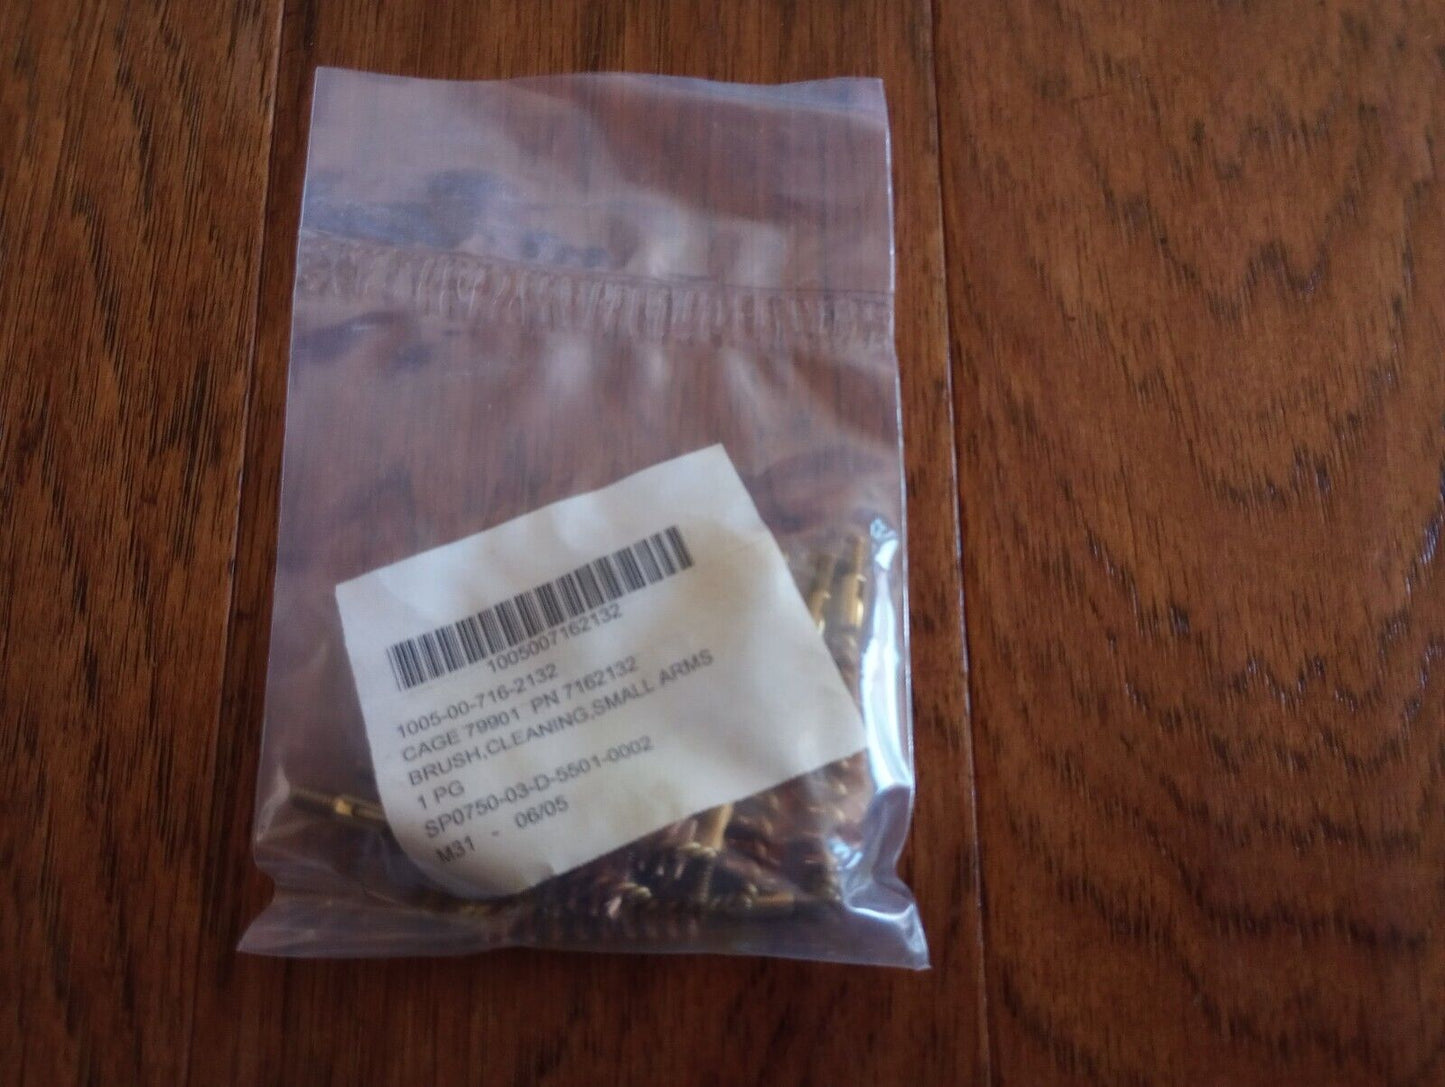 1005007162132
1005-00-716-2132
CAGE 79901 PN 7162132
BRUSH,CLEANING,SMALL ARMS
1 PG
SP0750-03-D-5501-0002
M31 - 06/05